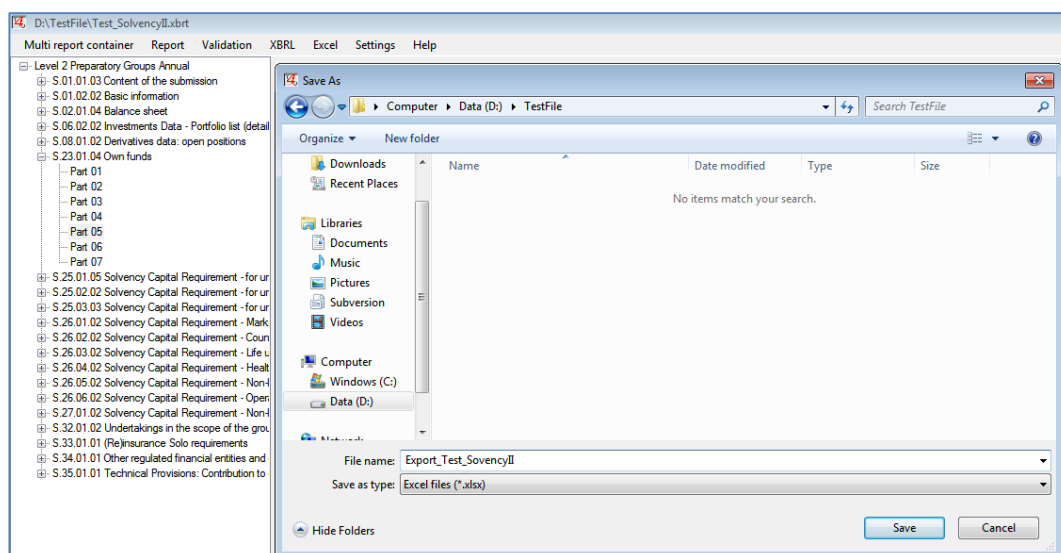 D:\TestFile\Test_SolvencyII.xbrt
Multi report container Report Validation XBRL Excel Settings Help
Level 2 Preparatory Groups Annual
S.01.01.03 Content of the submission
S.01.02.02 Basic information
S.02.01.04 Balance sheet
S.06.02.02 Investments Data - Portfolio list (detail
S.08.01.02 Derivatives data: open positions
S.23.01.04 Own funds
Part 01
Part 02
Part 03
Part 04
Part 05
Part 06
Part 07
S.25.01.05 Solvency Capital Requirement - for un
S.25.02.02 Solvency Capital Requirement - for un
S.25.03.03 Solvency Capital Requirement - for un
S.26.01.02 Solvency Capital Requirement - Mark
S.26.02.02 Solvency Capital Requirement - Coun
S.26.03.02 Solvency Capital Requirement - Life u
S.26.04.02 Solvency Capital Requirement - Healt
S.26.05.02 Solvency Capital Requirement - Non-l
S.26.06.02 Solvency Capital Requirement - Opera
S.27.01.02 Solvency Capital Requirement - Non-l
S.32.01.02 Undertakings in the scope of the grou
S.33.01.01 (Re)insurance Solo requirements
S.34.01.01 Other regulated financial entities and
S.35.01.01 Technical Provisions: Contribution to
Save As
Computer Data (D:) TestFile
Search TestFile
Organize New folder
Downloads
Recent Places
Libraries
Documents
Music
Pictures
Subversion
Videos
Computer
Windows (C:)
Data (D:)
Network
Name Date modified Type Size
No items match your search.
File name: Export_Test_SovencyII
Save as type: Excel files (*.xlsx)
Hide Folders
Save Cancel